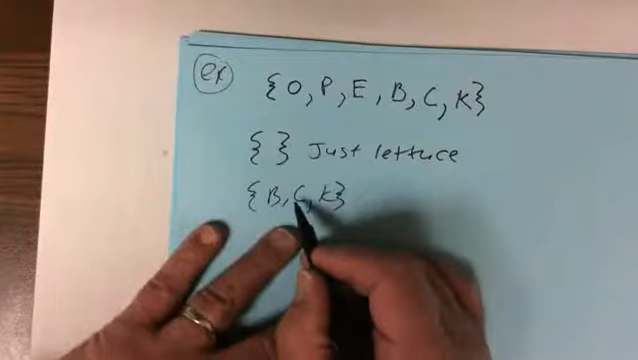 ex {O, P, E, B, C, K}
{ } Just lettuce
{B, C, K}